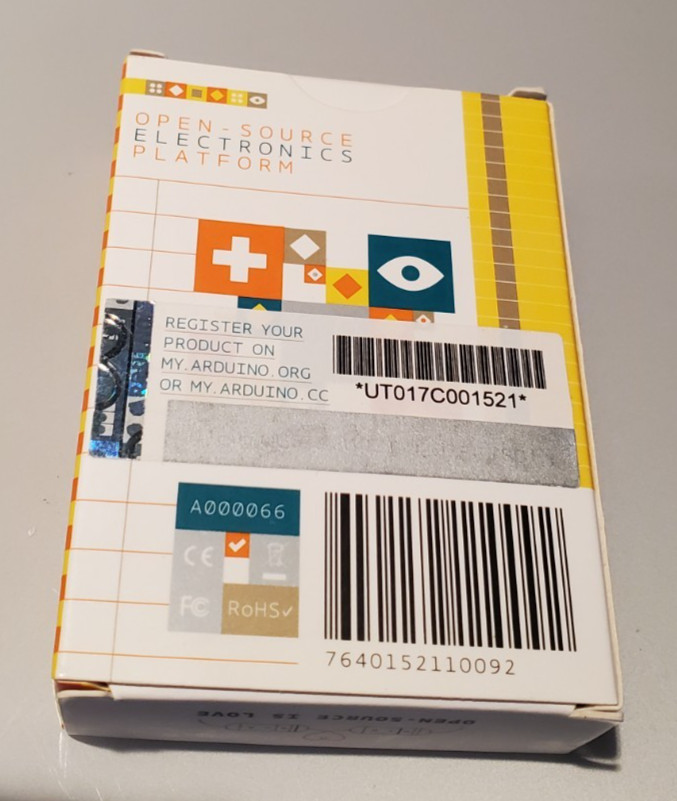 OPEN-SOURCE
ELECTRONICS
PLATFORM
REGISTER YOUR
PRODUCT ON
MY.ARDUINO.ORG
OR MY.ARDUINO.CC
*UT017C001521*
A000066
CE
FC
RoHS✓
7640152110092
OPEN-SOURCE IS LOVE